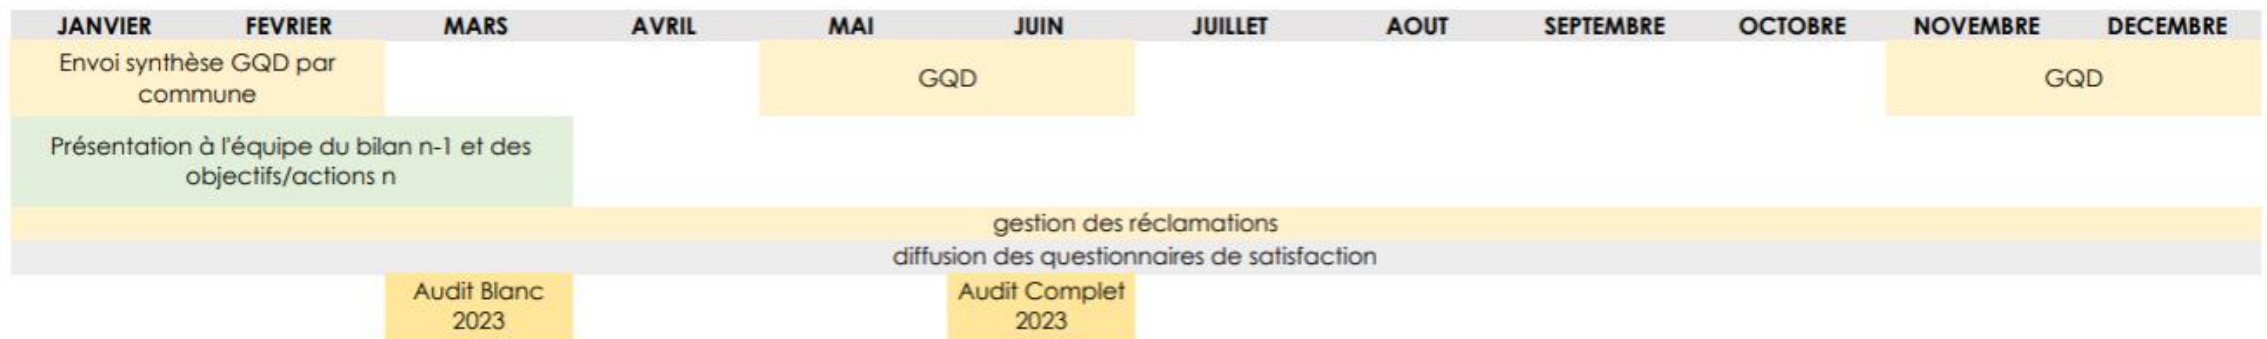 JANVIER FEVRIER MARS AVRIL MAI JUIN JUILLET AOUT SEPTEMBRE OCTOBRE NOVEMBRE DECEMBRE
Envoi synthèse GQD par
commune
GQD
GQD
Présentation à l'équipe du bilan n-1 et des
objectifs/actions n
gestion des réclamations
diffusion des questionnaires de satisfaction
Audit Blanc
2023
Audit Complet
2023